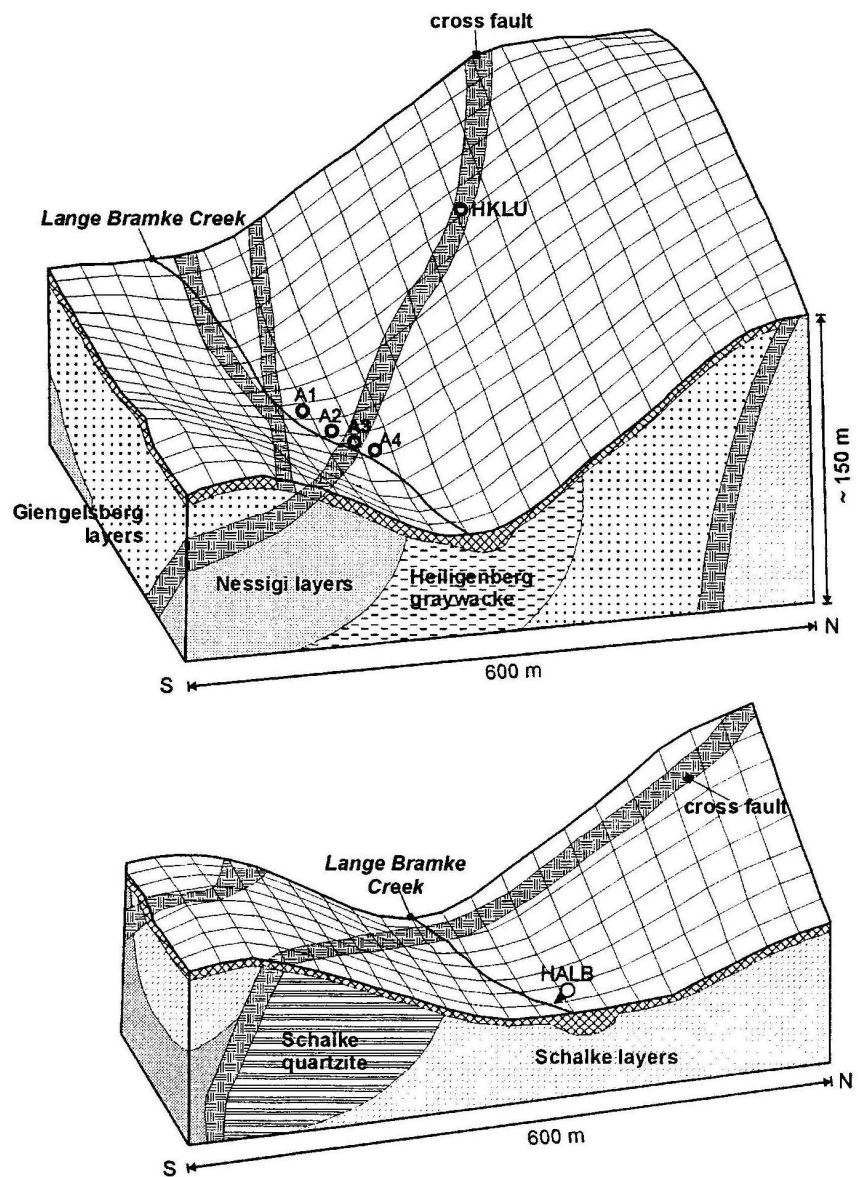 cross fault
Lange Bramke Creek
HKLU
A1
A2
A3
A4
Giengelsberg
layers
Nessigi layers
Heiligenberg
graywacke
~ 150 m
S
600 m
N
cross fault
Lange Bramke
Creek
HALB
Schalke
quartzite
Schalke layers
S
600 m
N